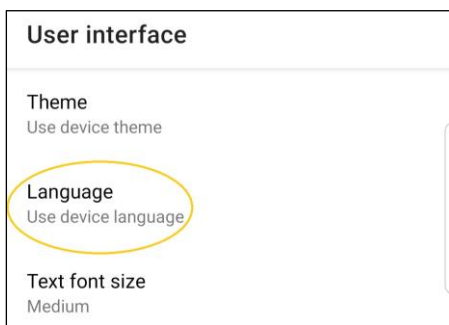 User interface
Theme
Use device theme
Language
Use device language
Text font size
Medium